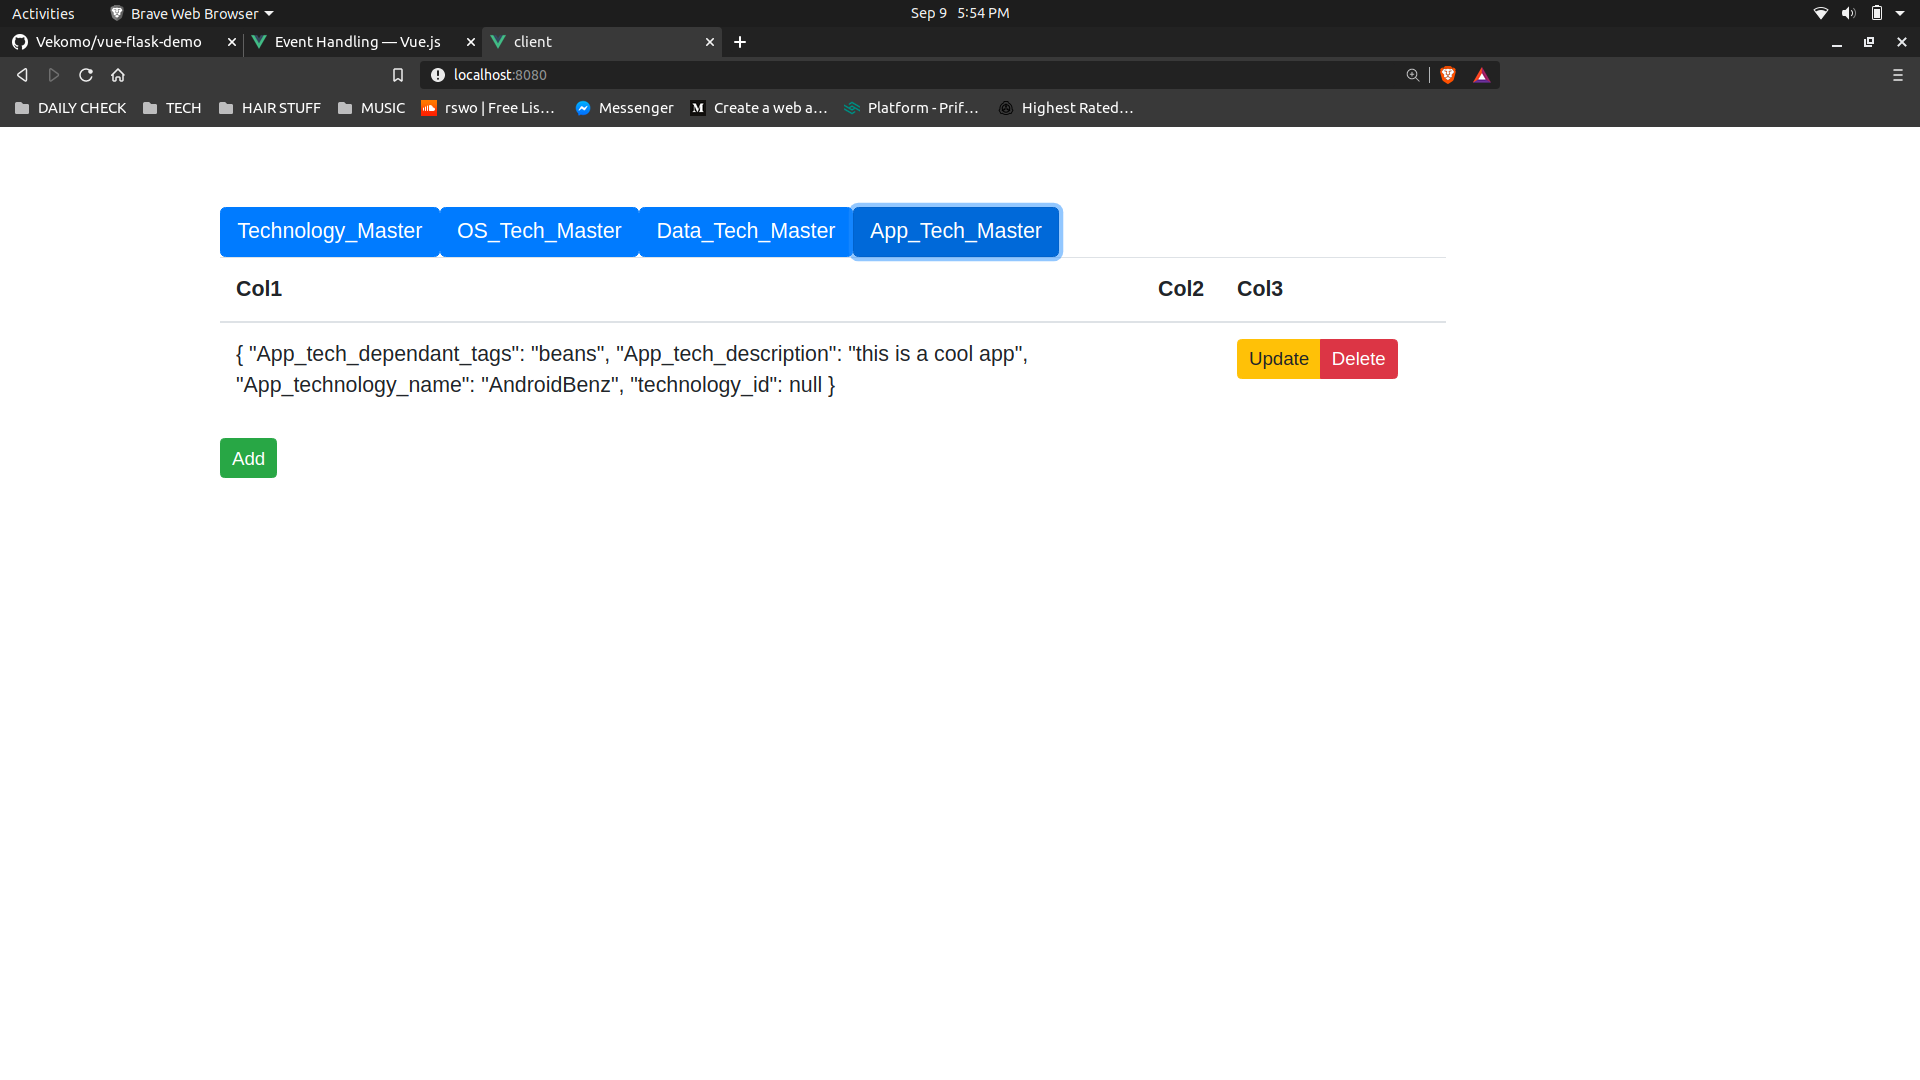 Activities Brave Web Browser Sep 9 5:54 PM
Vekomo/vue-flask-demo Event Handling — Vue.js client
localhost:8080
DAILY CHECK TECH HAIR STUFF MUSIC rswo | Free Lis… Messenger Create a web a… Platform - Prif… Highest Rated…
Technology_Master OS_Tech_Master Data_Tech_Master App_Tech_Master
Col1 Col2 Col3
{ "App_tech_dependant_tags": "beans", "App_tech_description": "this is a cool app",
"App_technology_name": "AndroidBenz", "technology_id": null }
Update Delete
Add